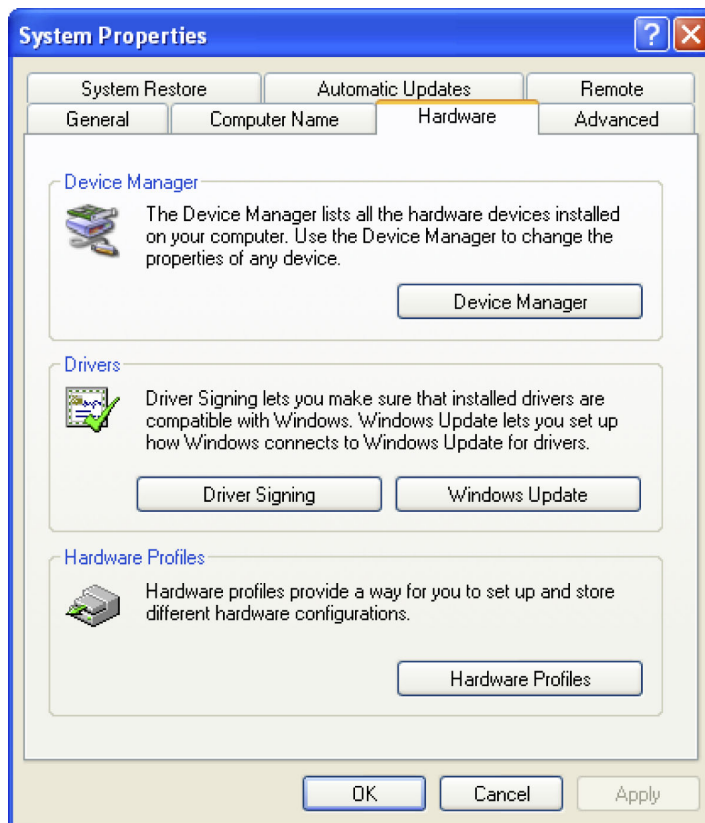 System Properties
System Restore
Automatic Updates
Remote
General
Computer Name
Hardware
Advanced
Device Manager
The Device Manager lists all the hardware devices installed
on your computer. Use the Device Manager to change the
properties of any device.
Device Manager
Drivers
Driver Signing lets you make sure that installed drivers are
compatible with Windows. Windows Update lets you set up
how Windows connects to Windows Update for drivers.
Driver Signing
Windows Update
Hardware Profiles
Hardware profiles provide a way for you to set up and store
different hardware configurations.
Hardware Profiles
OK
Cancel
Apply